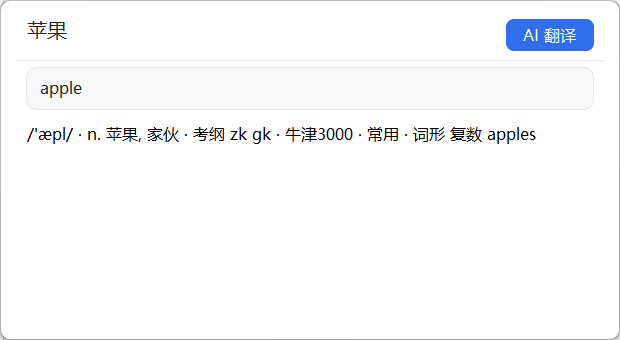 苹果
AI 翻译
apple
/'æpl/ · n. 苹果, 家伙 · 考纲 zk gk · 牛津3000 · 常用 · 词形 复数 apples